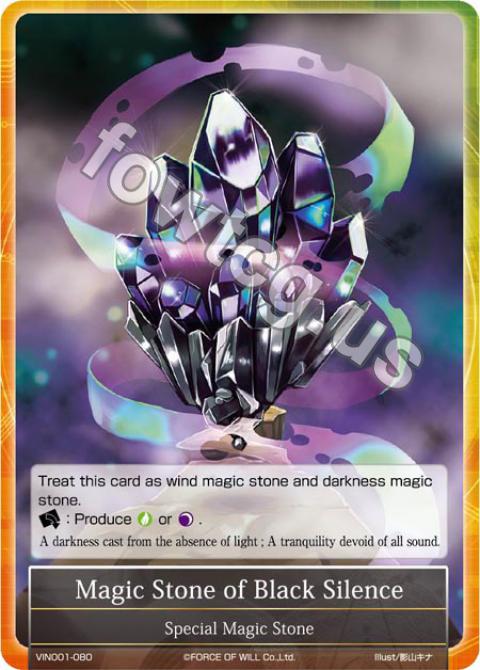 fowtcg.us
Treat this card as wind magic stone and darkness magic
stone.
: Produce or .
A darkness cast from the absence of light ; A tranquility devoid of all sound.
Magic Stone of Black Silence
Special Magic Stone
VIN001-080 ©FORCE OF WILL Co.,Ltd. Illust/影山キナ